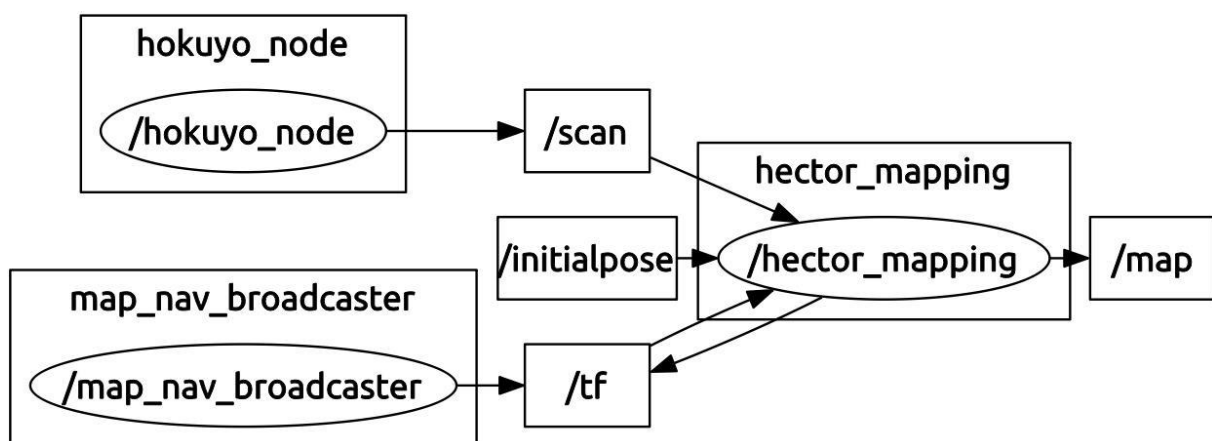 hokuyo_node
/hokuyo_node
/scan
hector_mapping
/initialpose
/hector_mapping
/map
map_nav_broadcaster
/map_nav_broadcaster
/tf